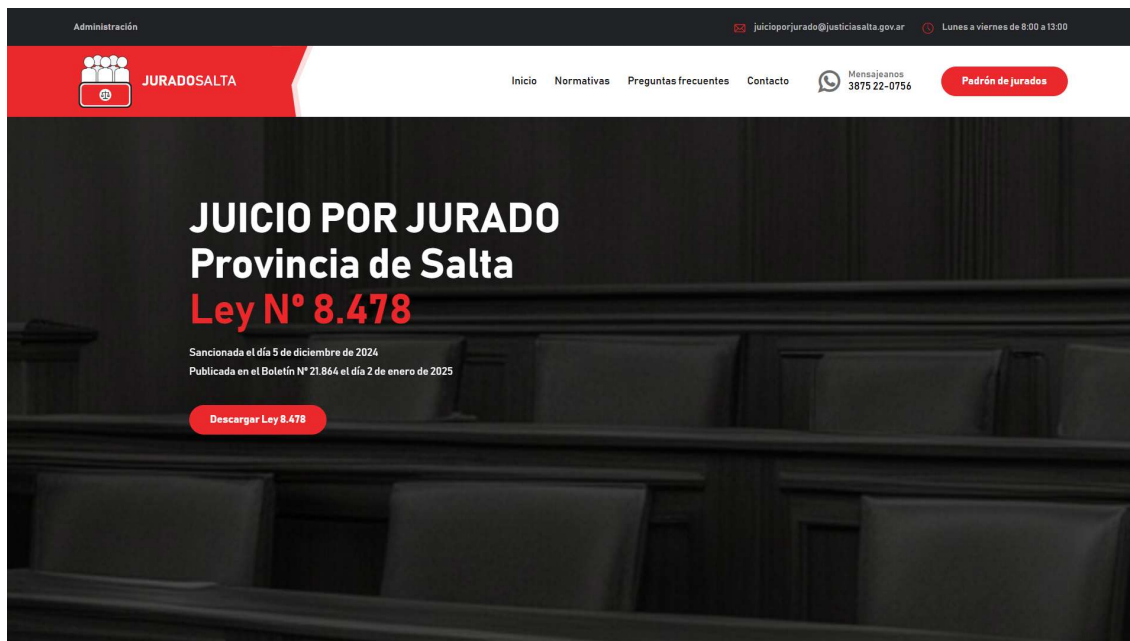 Administración
juicioporjurado@justiciasalta.gov.ar
Lunes a viernes de 8:00 a 13:00
JURADOSALTA
Inicio
Normativas
Preguntas frecuentes
Contacto
Mensajeanos
3875 22-0756
Padrón de jurados
JUICIO POR JURADO
Provincia de Salta
Ley Nº 8.478
Sancionada el día 5 de diciembre de 2024
Publicada en el Boletín Nº 21.864 el día 2 de enero de 2025
Descargar Ley 8.478